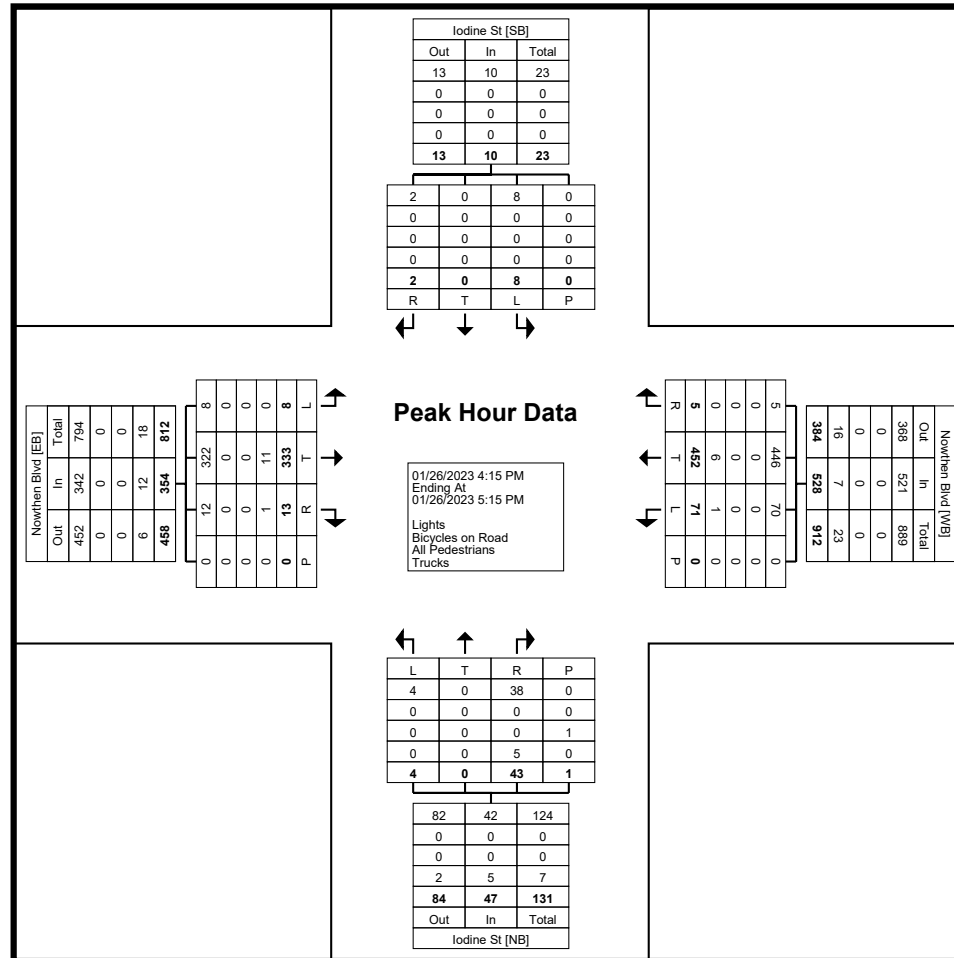 Iodine St [SB]
Out In Total
13 10 23
0 0 0
0 0 0
0 0 0
13 10 23
2 0 8 0
0 0 0 0
0 0 0 0
0 0 0 0
2 0 8 0
R T L P
Nowthen Blvd [EB]
Total In Out
794 342 452
0 0 0
0 0 0
18 12 6
812 354 458
8 322 12 0
0 0 0 0
0 0 0 0
0 11 1 0
8 333 13 0
L T R P
Peak Hour Data
01/26/2023 4:15 PM
Ending At
01/26/2023 5:15 PM
Lights
Bicycles on Road
All Pedestrians
Trucks
R T L P
5 452 71 0
0 6 1 0
0 0 0 0
0 0 0 0
5 446 70 0
Nowthen Blvd [WB]
Out In Total
368 521 889
0 0 0
0 0 0
16 7 23
384 528 912
L T R P
4 0 38 0
0 0 0 0
0 0 0 1
0 0 5 0
4 0 43 1
82 42 124
0 0 0
0 0 0
2 5 7
84 47 131
Out In Total
Iodine St [NB]